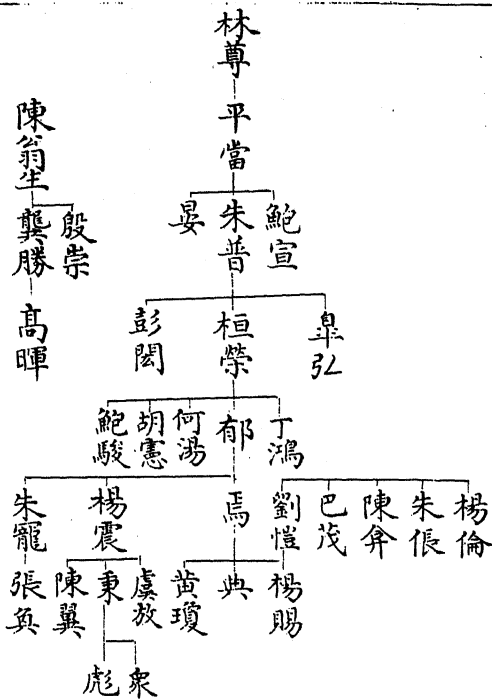 林尊
平當
陳翁生
鮑宣
朱普
晏
殷崇
龔勝
高暉
皐弘
桓榮
彭閎
丁鴻
郁
何湯
胡憲
鮑駿
楊倫
朱倀
陳弇
巴茂
劉愷
焉
楊震
朱寵
楊賜
典
黄瓊
虞放
秉
陳翼
張奐
衆
彪